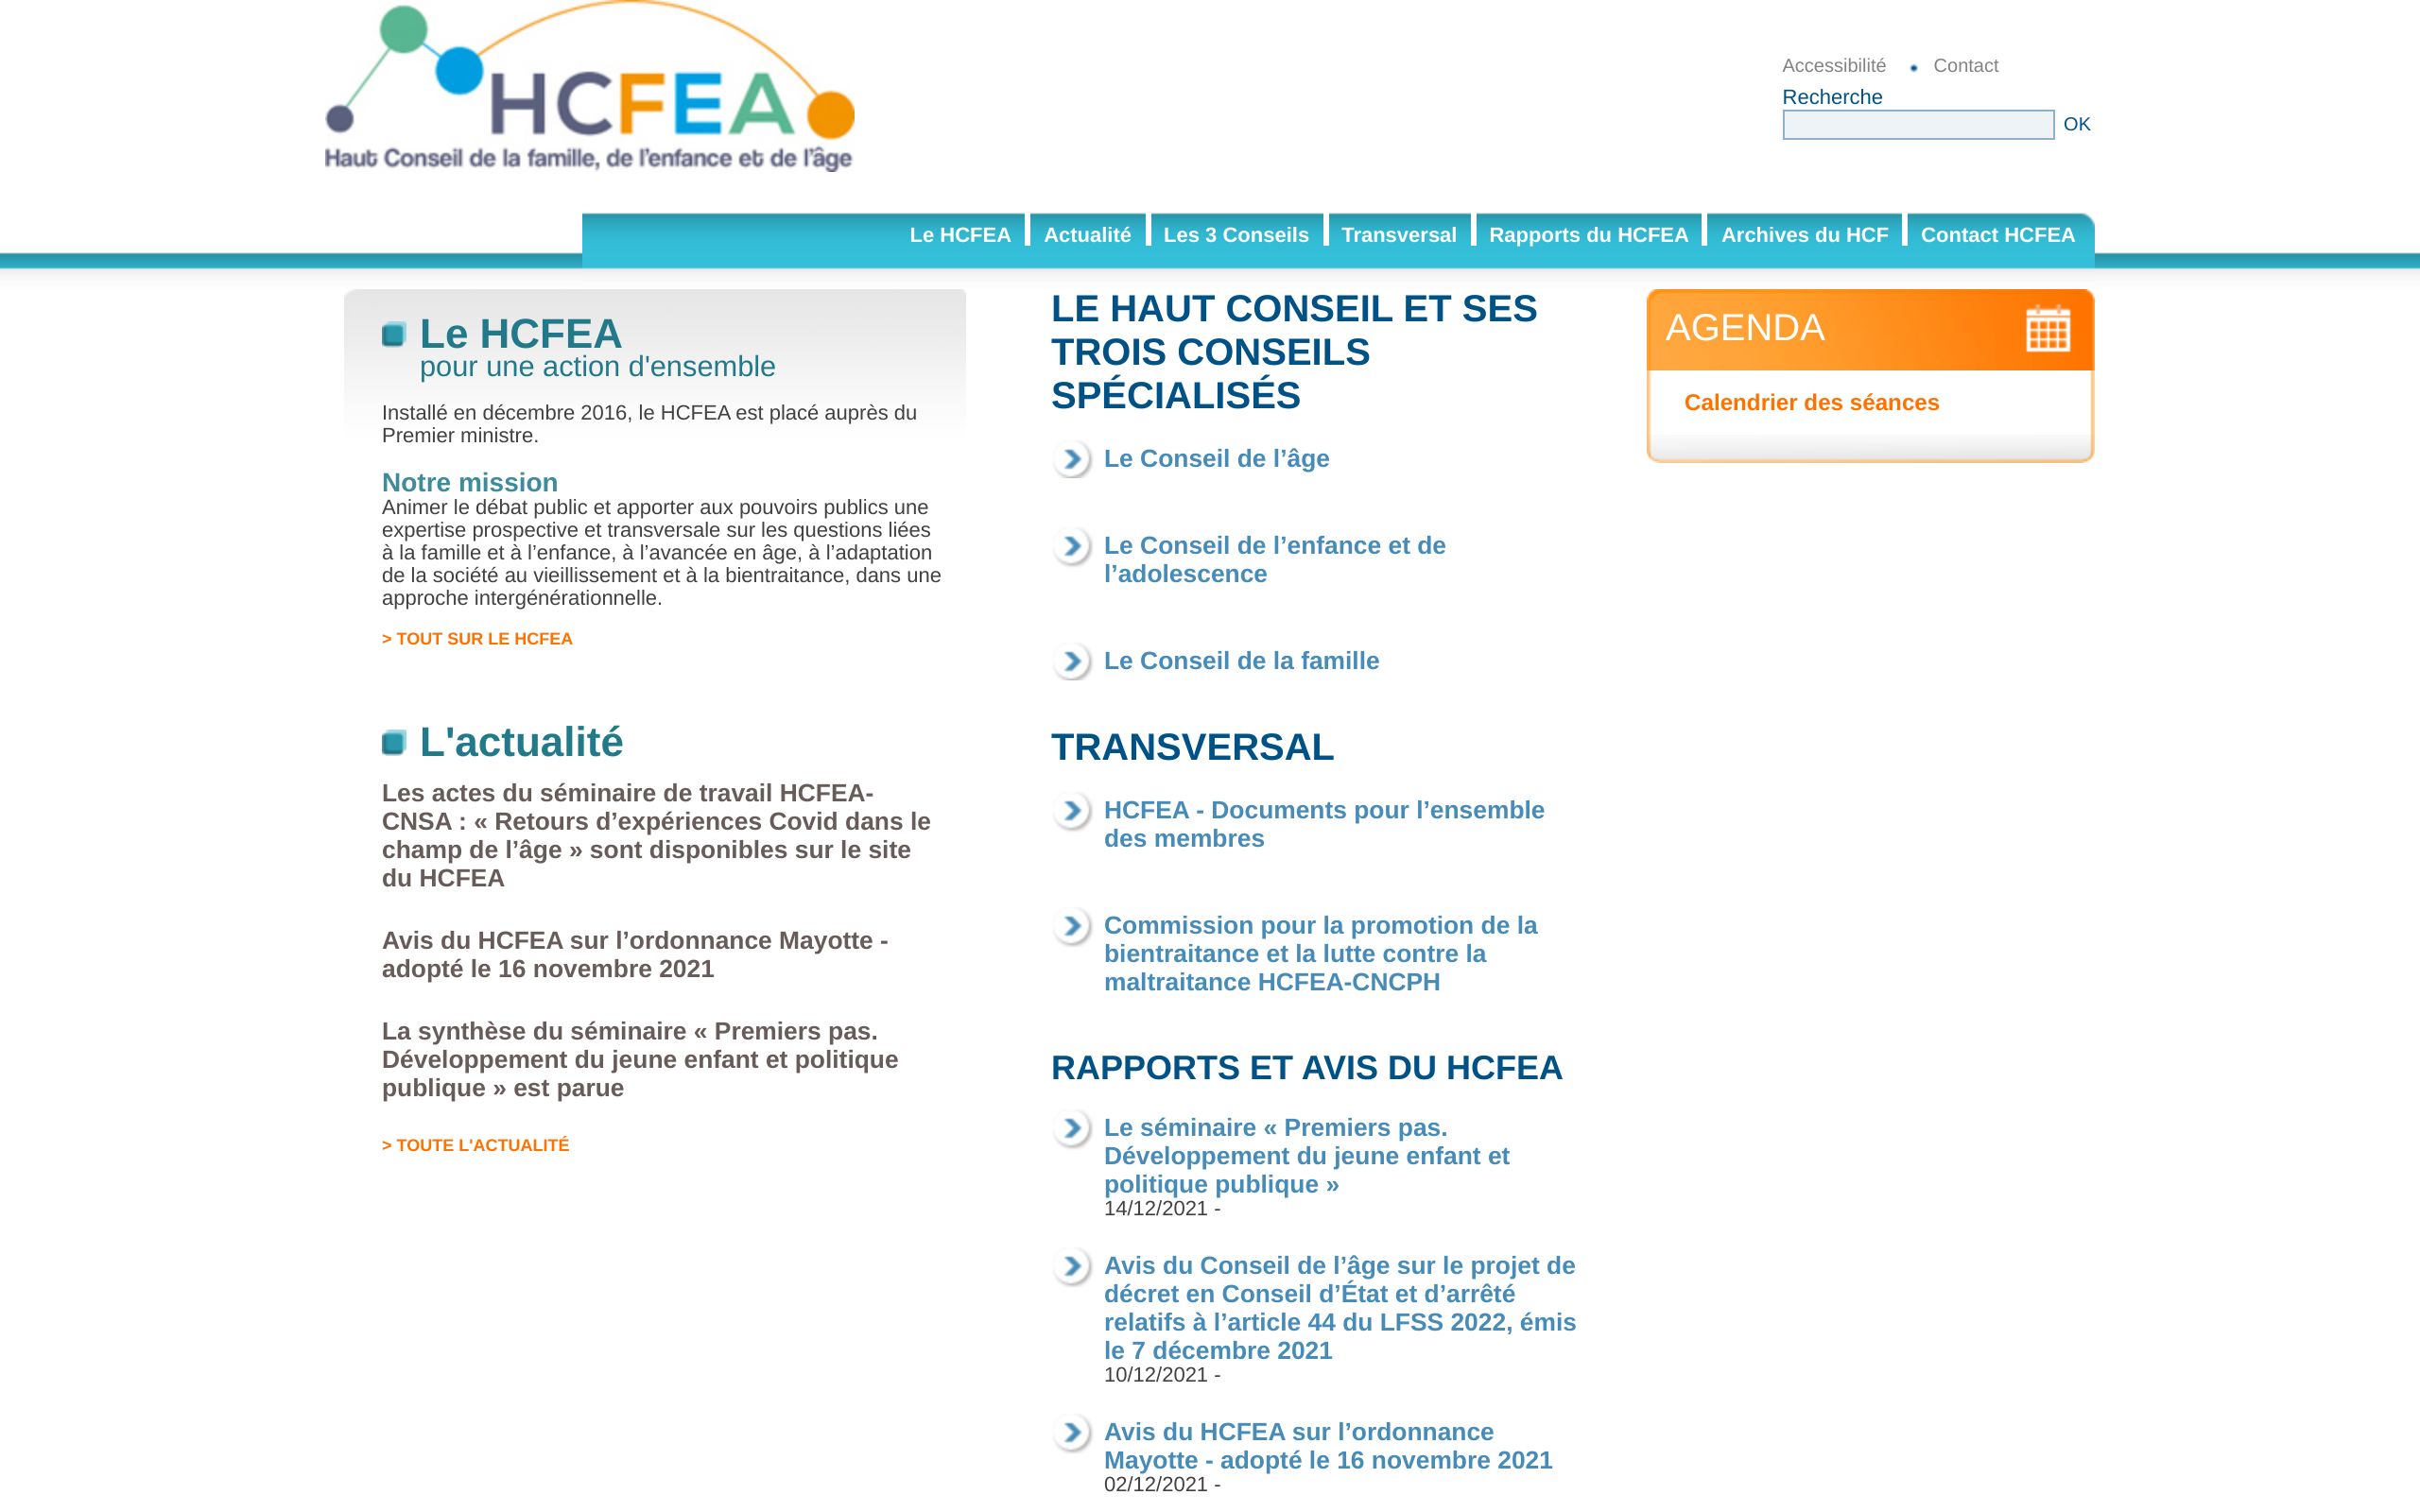 HCFEA
Haut Conseil de la famille, de l'enfance et de l'âge
Accessibilité • Contact
Recherche
OK
Le HCFEA
Actualité
Les 3 Conseils
Transversal
Rapports du HCFEA
Archives du HCF
Contact HCFEA
Le HCFEA
pour une action d'ensemble
Installé en décembre 2016, le HCFEA est placé auprès du
Premier ministre.
Notre mission
Animer le débat public et apporter aux pouvoirs publics une
expertise prospective et transversale sur les questions liées
à la famille et à l’enfance, à l’avancée en âge, à l’adaptation
de la société au vieillissement et à la bientraitance, dans une
approche intergénérationnelle.
> TOUT SUR LE HCFEA
L'actualité
Les actes du séminaire de travail HCFEA-
CNSA : « Retours d’expériences Covid dans le
champ de l’âge » sont disponibles sur le site
du HCFEA
Avis du HCFEA sur l’ordonnance Mayotte -
adopté le 16 novembre 2021
La synthèse du séminaire « Premiers pas.
Développement du jeune enfant et politique
publique » est parue
> TOUTE L'ACTUALITÉ
LE HAUT CONSEIL ET SES
TROIS CONSEILS
SPÉCIALISÉS
Le Conseil de l’âge
Le Conseil de l’enfance et de
l’adolescence
Le Conseil de la famille
TRANSVERSAL
HCFEA - Documents pour l’ensemble
des membres
Commission pour la promotion de la
bientraitance et la lutte contre la
maltraitance HCFEA-CNCPH
RAPPORTS ET AVIS DU HCFEA
Le séminaire « Premiers pas.
Développement du jeune enfant et
politique publique »
14/12/2021 -
Avis du Conseil de l’âge sur le projet de
décret en Conseil d’État et d’arrêté
relatifs à l’article 44 du LFSS 2022, émis
le 7 décembre 2021
10/12/2021 -
Avis du HCFEA sur l’ordonnance
Mayotte - adopté le 16 novembre 2021
02/12/2021 -
AGENDA
Calendrier des séances